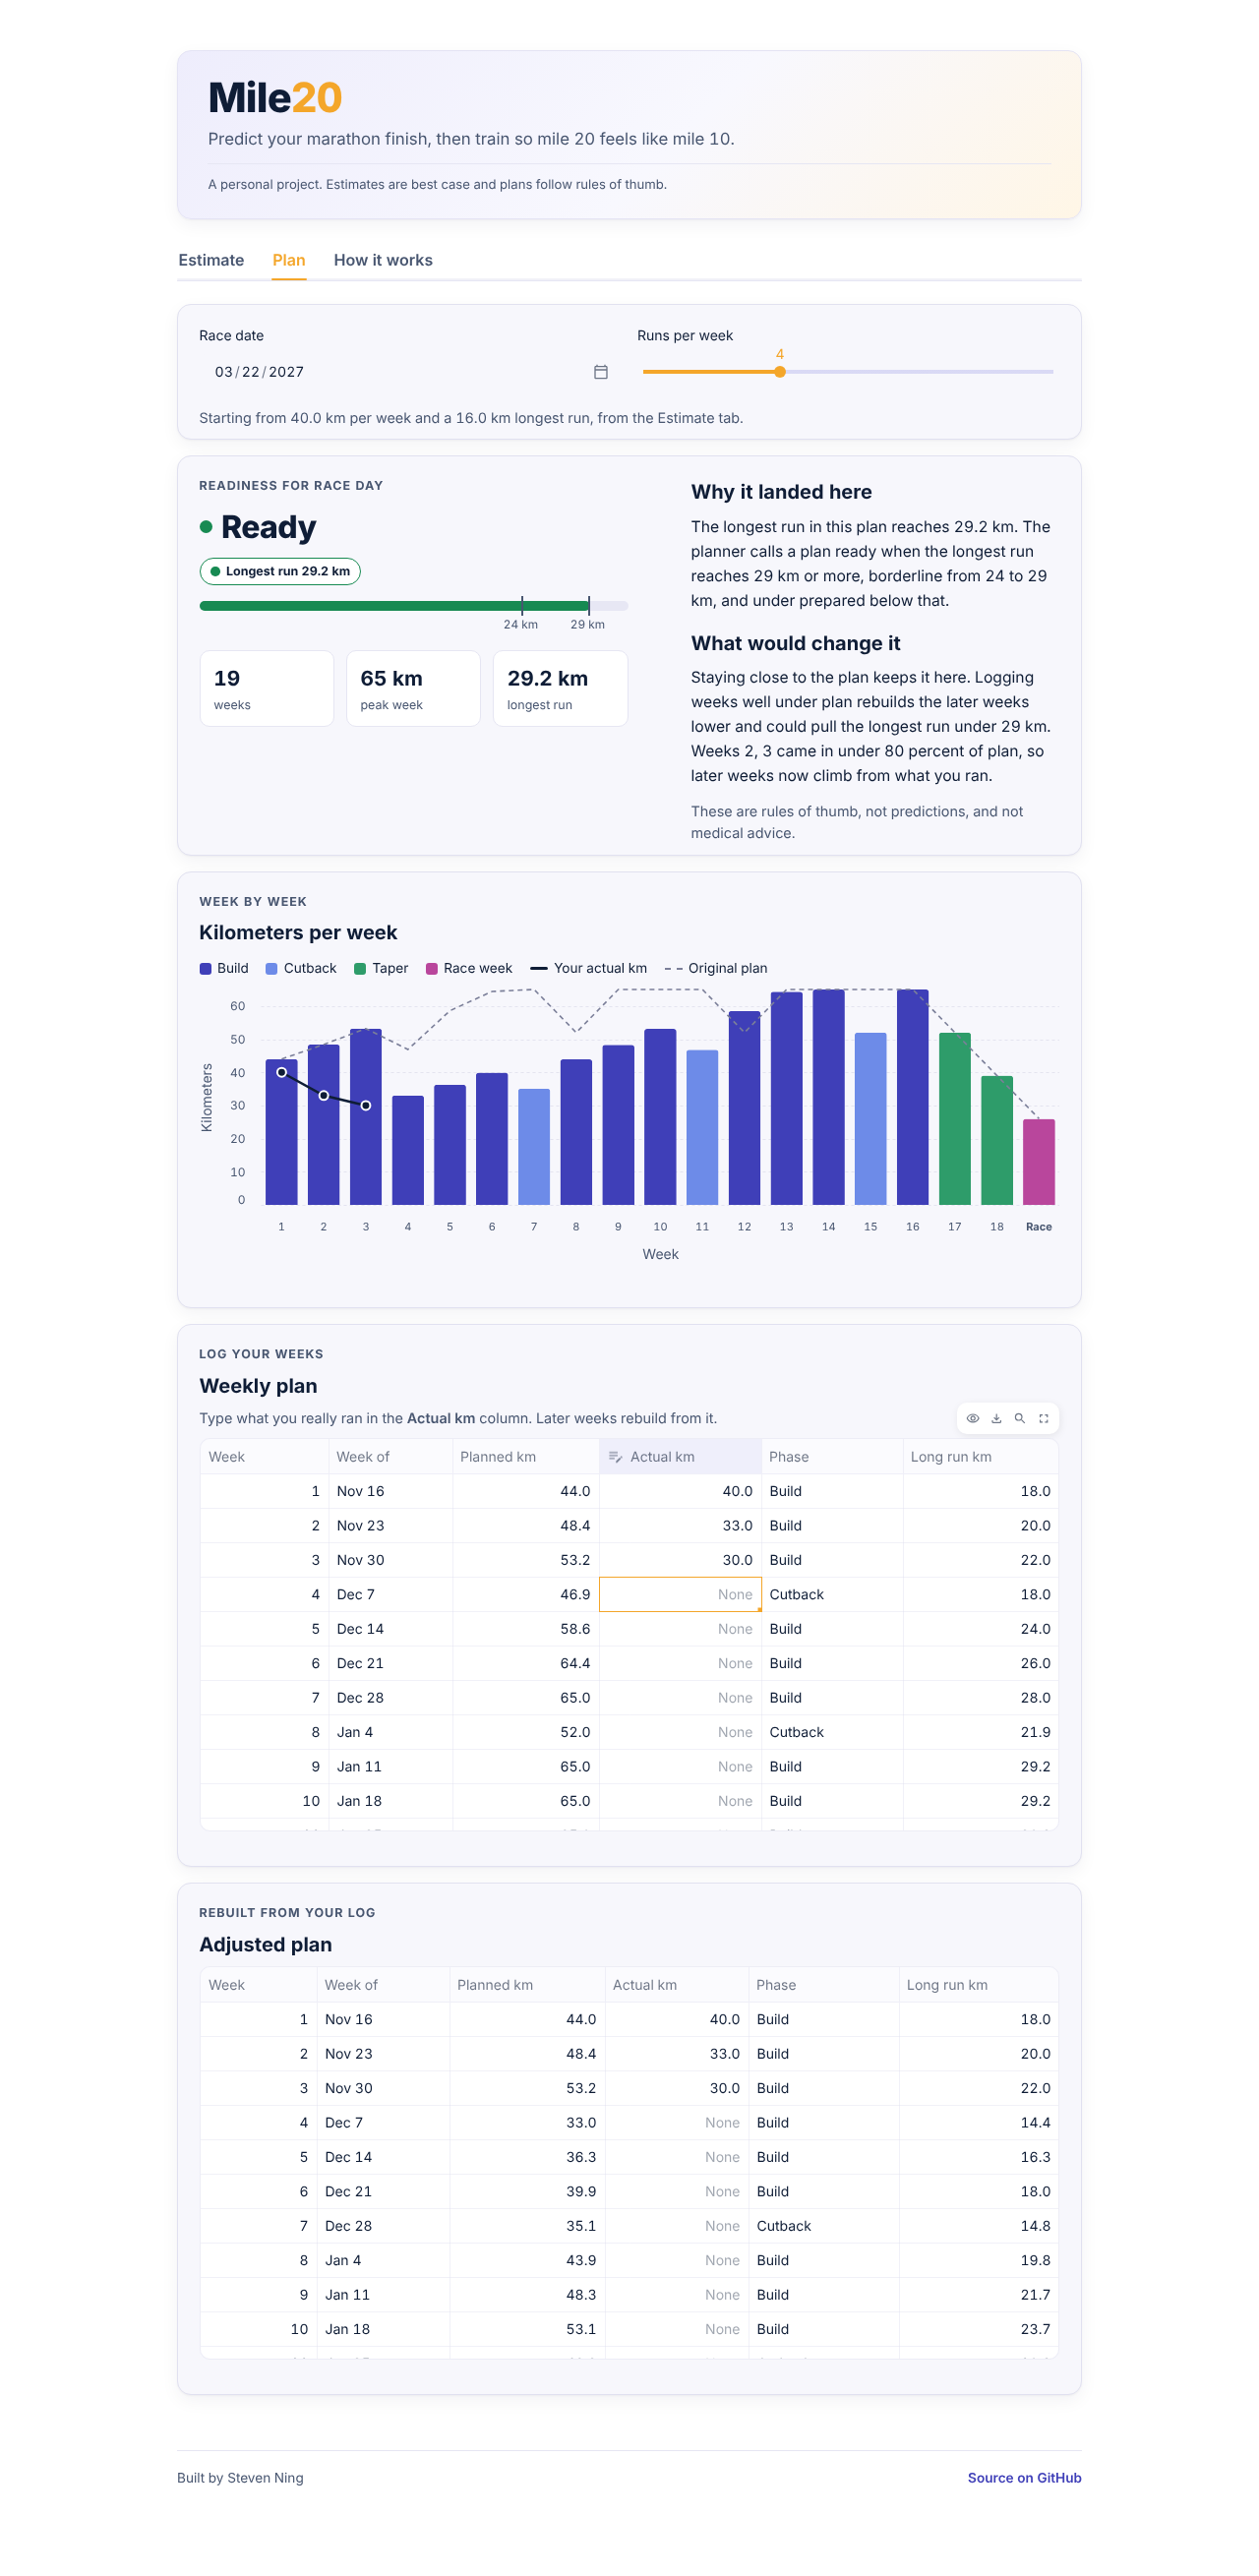 Mile20
Predict your marathon finish, then train so mile 20 feels like mile 10.
A personal project. Estimates are best case and plans follow rules of thumb.
Estimate Plan How it works
Race date
03/22/2027
Runs per week
4
Starting from 40.0 km per week and a 16.0 km longest run, from the Estimate tab.
READINESS FOR RACE DAY
Ready
Longest run 29.2 km
24 km 29 km
19
weeks
65 km
peak week
29.2 km
longest run
Why it landed here
The longest run in this plan reaches 29.2 km. The
planner calls a plan ready when the longest run
reaches 29 km or more, borderline from 24 to 29
km, and under prepared below that.
What would change it
Staying close to the plan keeps it here. Logging
weeks well under plan rebuilds the later weeks
lower and could pull the longest run under 29 km.
Weeks 2, 3 came in under 80 percent of plan, so
later weeks now climb from what you ran.
These are rules of thumb, not predictions, and not
medical advice.
WEEK BY WEEK
Kilometers per week
Build Cutback Taper Race week Your actual km Original plan
Kilometers
60
50
40
30
20
10
0
1 2 3 4 5 6 7 8 9 10 11 12 13 14 15 16 17 18 Race
Week
LOG YOUR WEEKS
Weekly plan
Type what you really ran in the Actual km column. Later weeks rebuild from it.
Week Week of Planned km Actual km Phase Long run km
1 Nov 16 44.0 40.0 Build 18.0
2 Nov 23 48.4 33.0 Build 20.0
3 Nov 30 53.2 30.0 Build 22.0
4 Dec 7 46.9 None Cutback 18.0
5 Dec 14 58.6 None Build 24.0
6 Dec 21 64.4 None Build 26.0
7 Dec 28 65.0 None Build 28.0
8 Jan 4 52.0 None Cutback 21.9
9 Jan 11 65.0 None Build 29.2
10 Jan 18 65.0 None Build 29.2
REBUILT FROM YOUR LOG
Adjusted plan
Week Week of Planned km Actual km Phase Long run km
1 Nov 16 44.0 40.0 Build 18.0
2 Nov 23 48.4 33.0 Build 20.0
3 Nov 30 53.2 30.0 Build 22.0
4 Dec 7 33.0 None Build 14.4
5 Dec 14 36.3 None Build 16.3
6 Dec 21 39.9 None Build 18.0
7 Dec 28 35.1 None Cutback 14.8
8 Jan 4 43.9 None Build 19.8
9 Jan 11 48.3 None Build 21.7
10 Jan 18 53.1 None Build 23.7
Built by Steven Ning
Source on GitHub